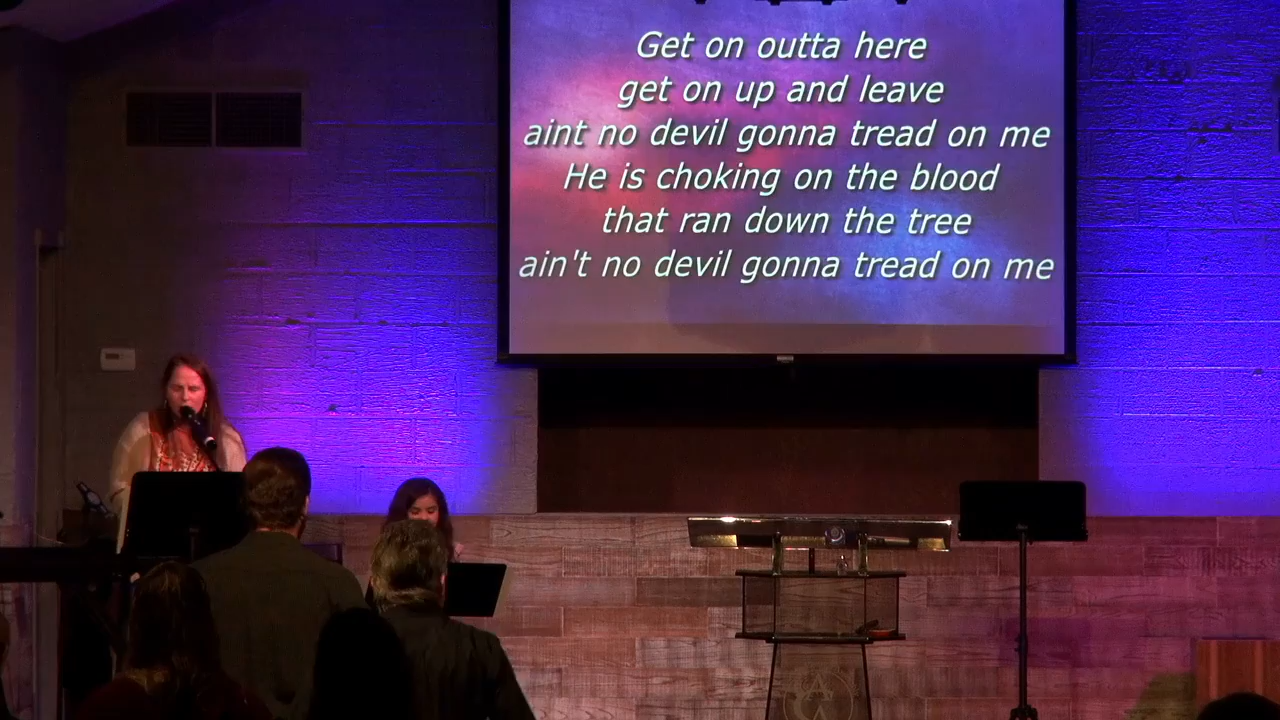 Get on outta here
get on up and leave
aint no devil gonna tread on me
He is choking on the blood
that ran down the tree
ain't no devil gonna tread on me